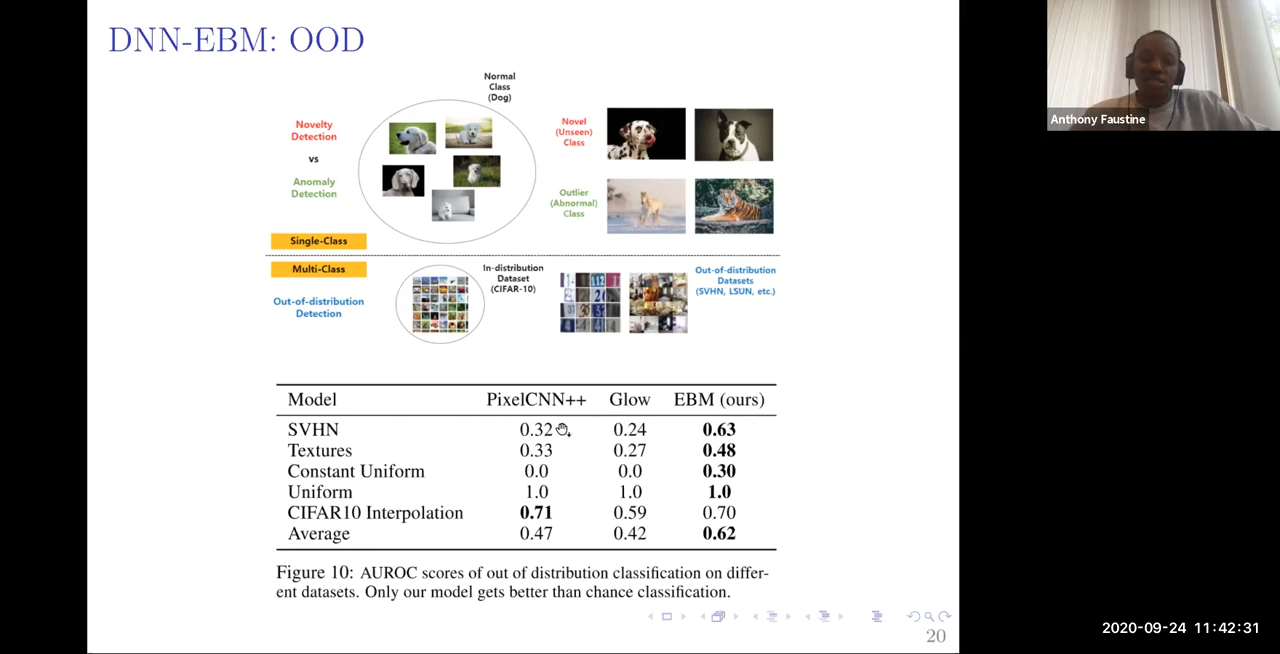 DNN-EBM: OOD
Normal
Class
(Dog)
Novelty
Detection
vs
Anomaly
Detection
Novel
(Unseen)
Class
Outlier
(Abnormal)
Class
Single-Class
Multi-Class
Out-of-distribution
Detection
In-distribution
Dataset
(CIFAR-10)
Out-of-distribution
Datasets
(SVHN, LSUN, etc.)
Model PixelCNN++ Glow EBM (ours)
SVHN 0.32 0.24 0.63
Textures 0.33 0.27 0.48
Constant Uniform 0.0 0.0 0.30
Uniform 1.0 1.0 1.0
CIFAR10 Interpolation 0.71 0.59 0.70
Average 0.47 0.42 0.62
Figure 10: AUROC scores of out of distribution classification on differ-
ent datasets. Only our model gets better than chance classification.
20
Anthony Faustine
2020-09-24 11:42:31